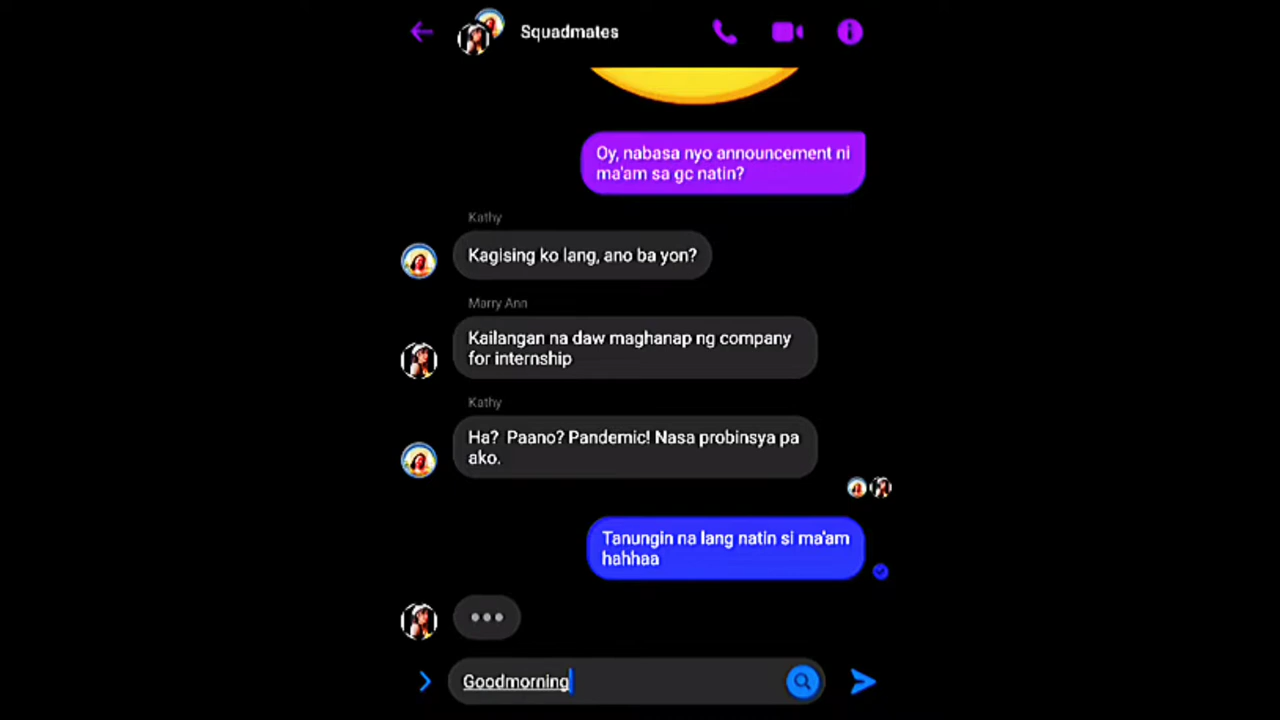 Squadmates
Oy, nabasa nyo announcement ni
ma'am sa gc natin?
Kathy
Kagising ko lang, ano ba yon?
Marry Ann
Kailangan na daw maghanap ng company
for internship
Kathy
Ha?  Paano? Pandemic! Nasa probinsya pa
ako.
Tanungin na lang natin si ma'am
hahhaa
Goodmorning